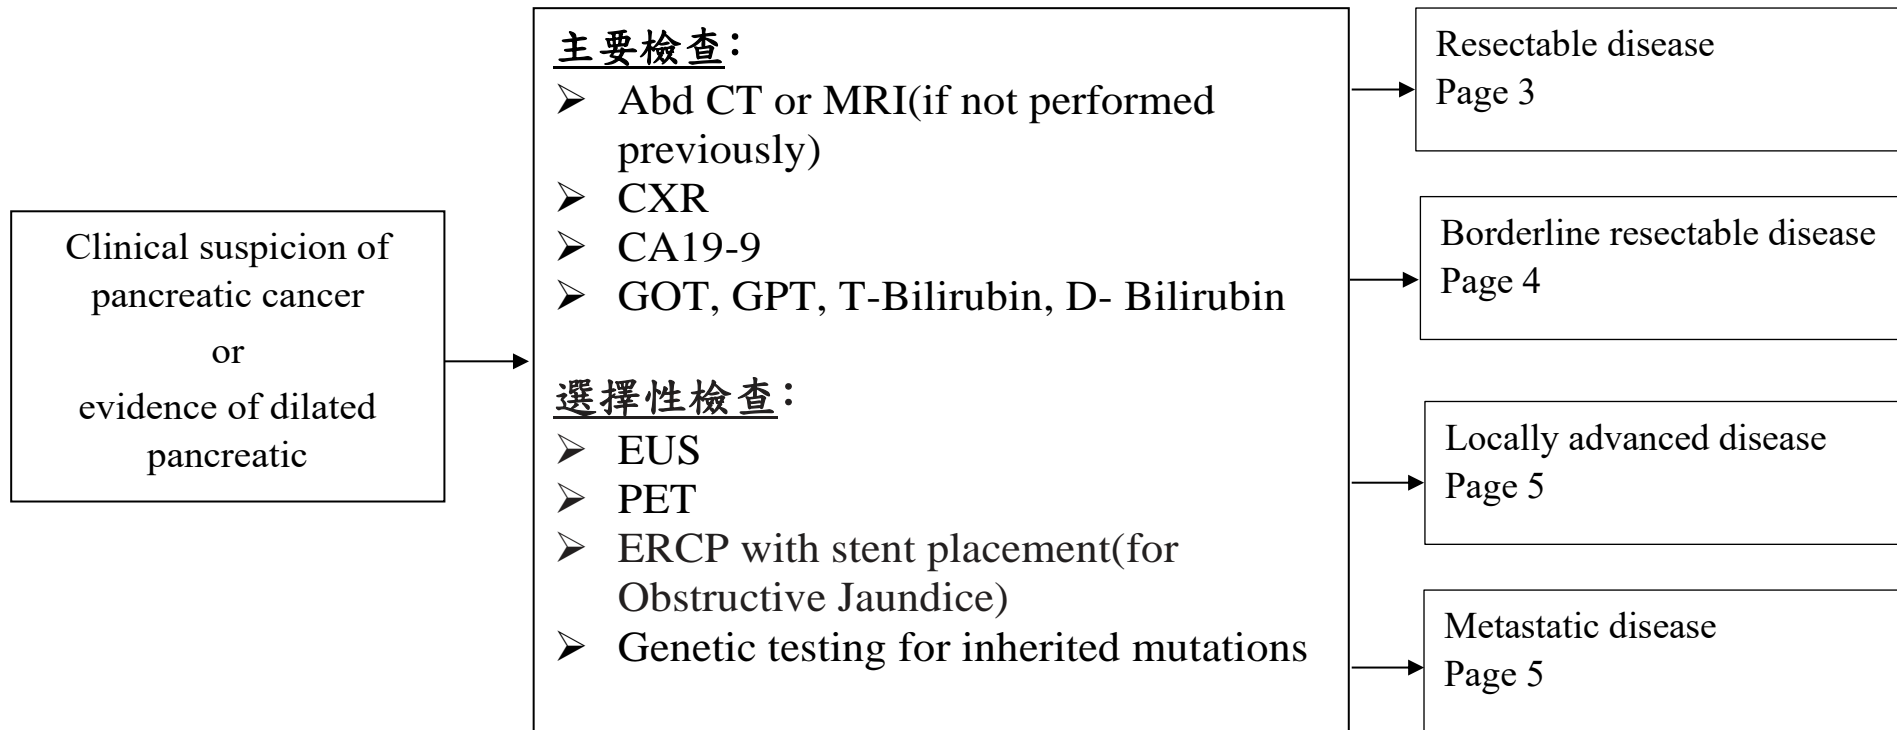 Clinical suspicion of
pancreatic cancer
or
evidence of dilated
pancreatic
主要檢查:
➢ Abd CT or MRI(if not performed
previously)
➢ CXR
➢ CA19-9
➢ GOT, GPT, T-Bilirubin, D- Bilirubin
選擇性檢查:
➢ EUS
➢ PET
➢ ERCP with stent placement(for
Obstructive Jaundice)
➢ Genetic testing for inherited mutations
Resectable disease
Page 3
Borderline resectable disease
Page 4
Locally advanced disease
Page 5
Metastatic disease
Page 5